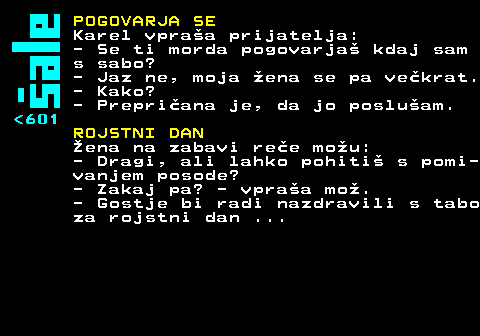 šale
<601
POGOVARJA SE
Karel vpraša prijatelja:
- Se ti morda pogovarjaš kdaj sam
s sabo?
- Jaz ne, moja žena se pa večkrat.
- Kako?
- Prepričana je, da jo poslušam.
ROJSTNI DAN
Žena na zabavi reče možu:
- Dragi, ali lahko pohitiš s pomi-
vanjem posode?
- Zakaj pa? - vpraša mož.
- Gostje bi radi nazdravili s tabo
za rojstni dan ...